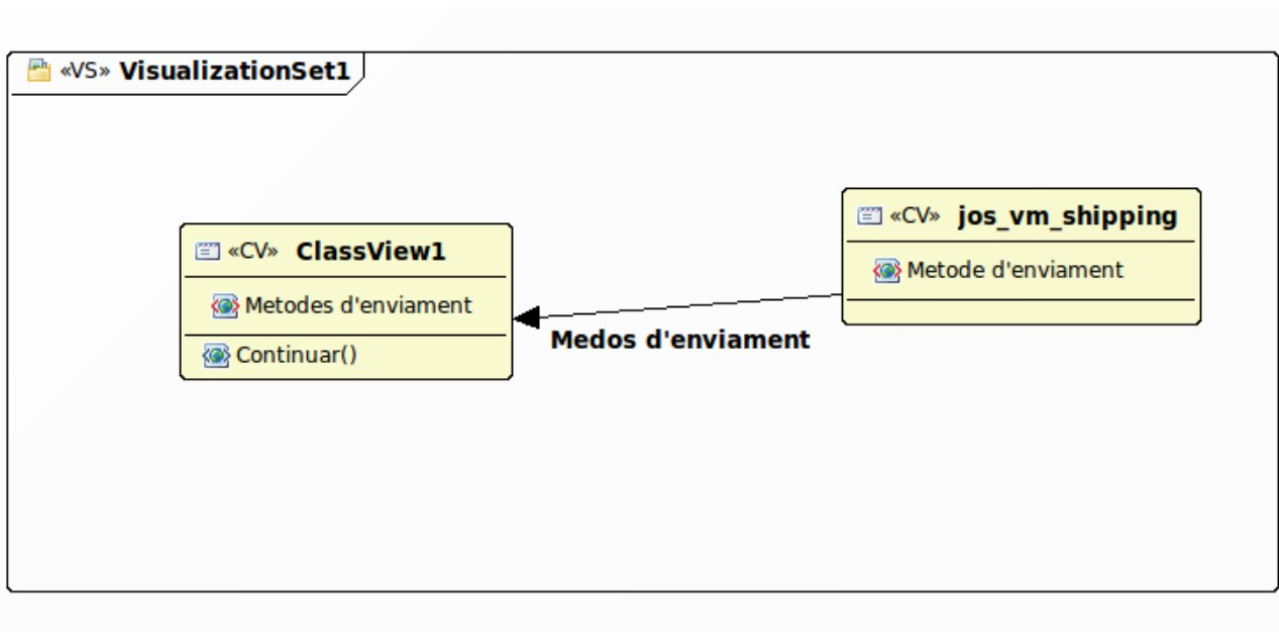 «VS» VisualizationSet1
«CV» ClassView1
Metodes d'enviament
Continuar()
Medos d'enviament
«CV» jos_vm_shipping
Metode d'enviament